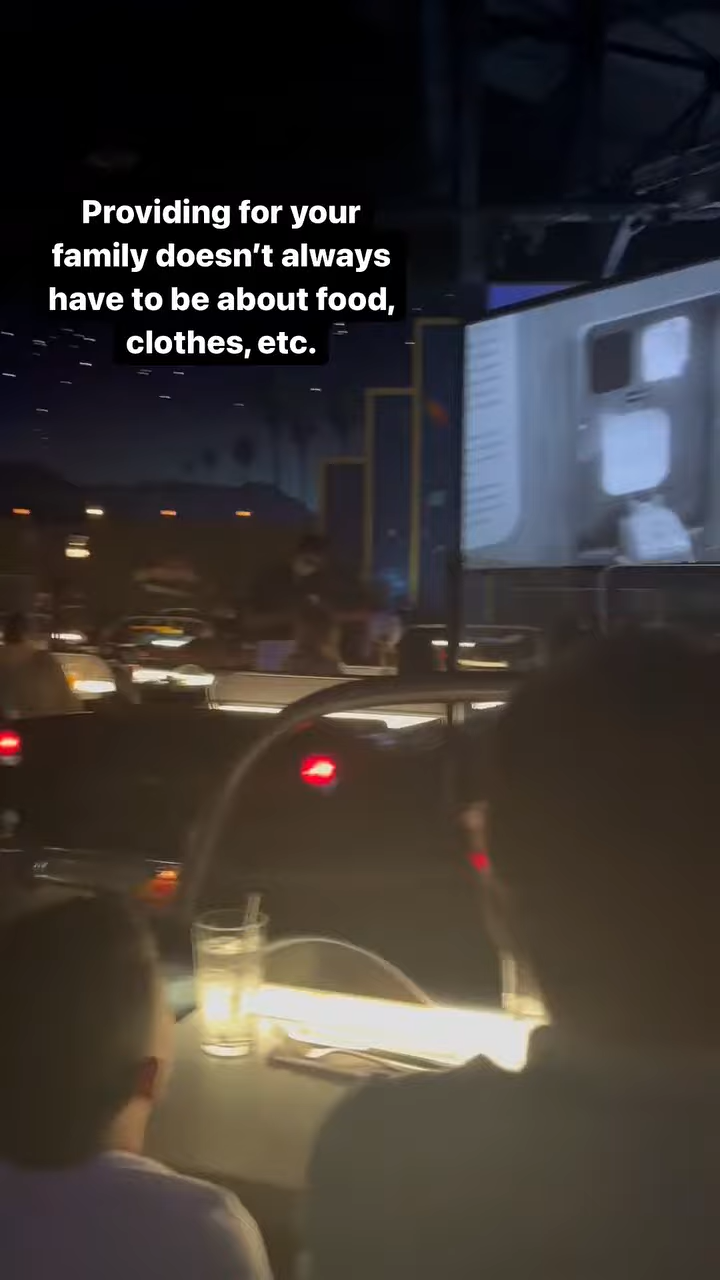 Providing for your
family doesn’t always
have to be about food,
clothes, etc.